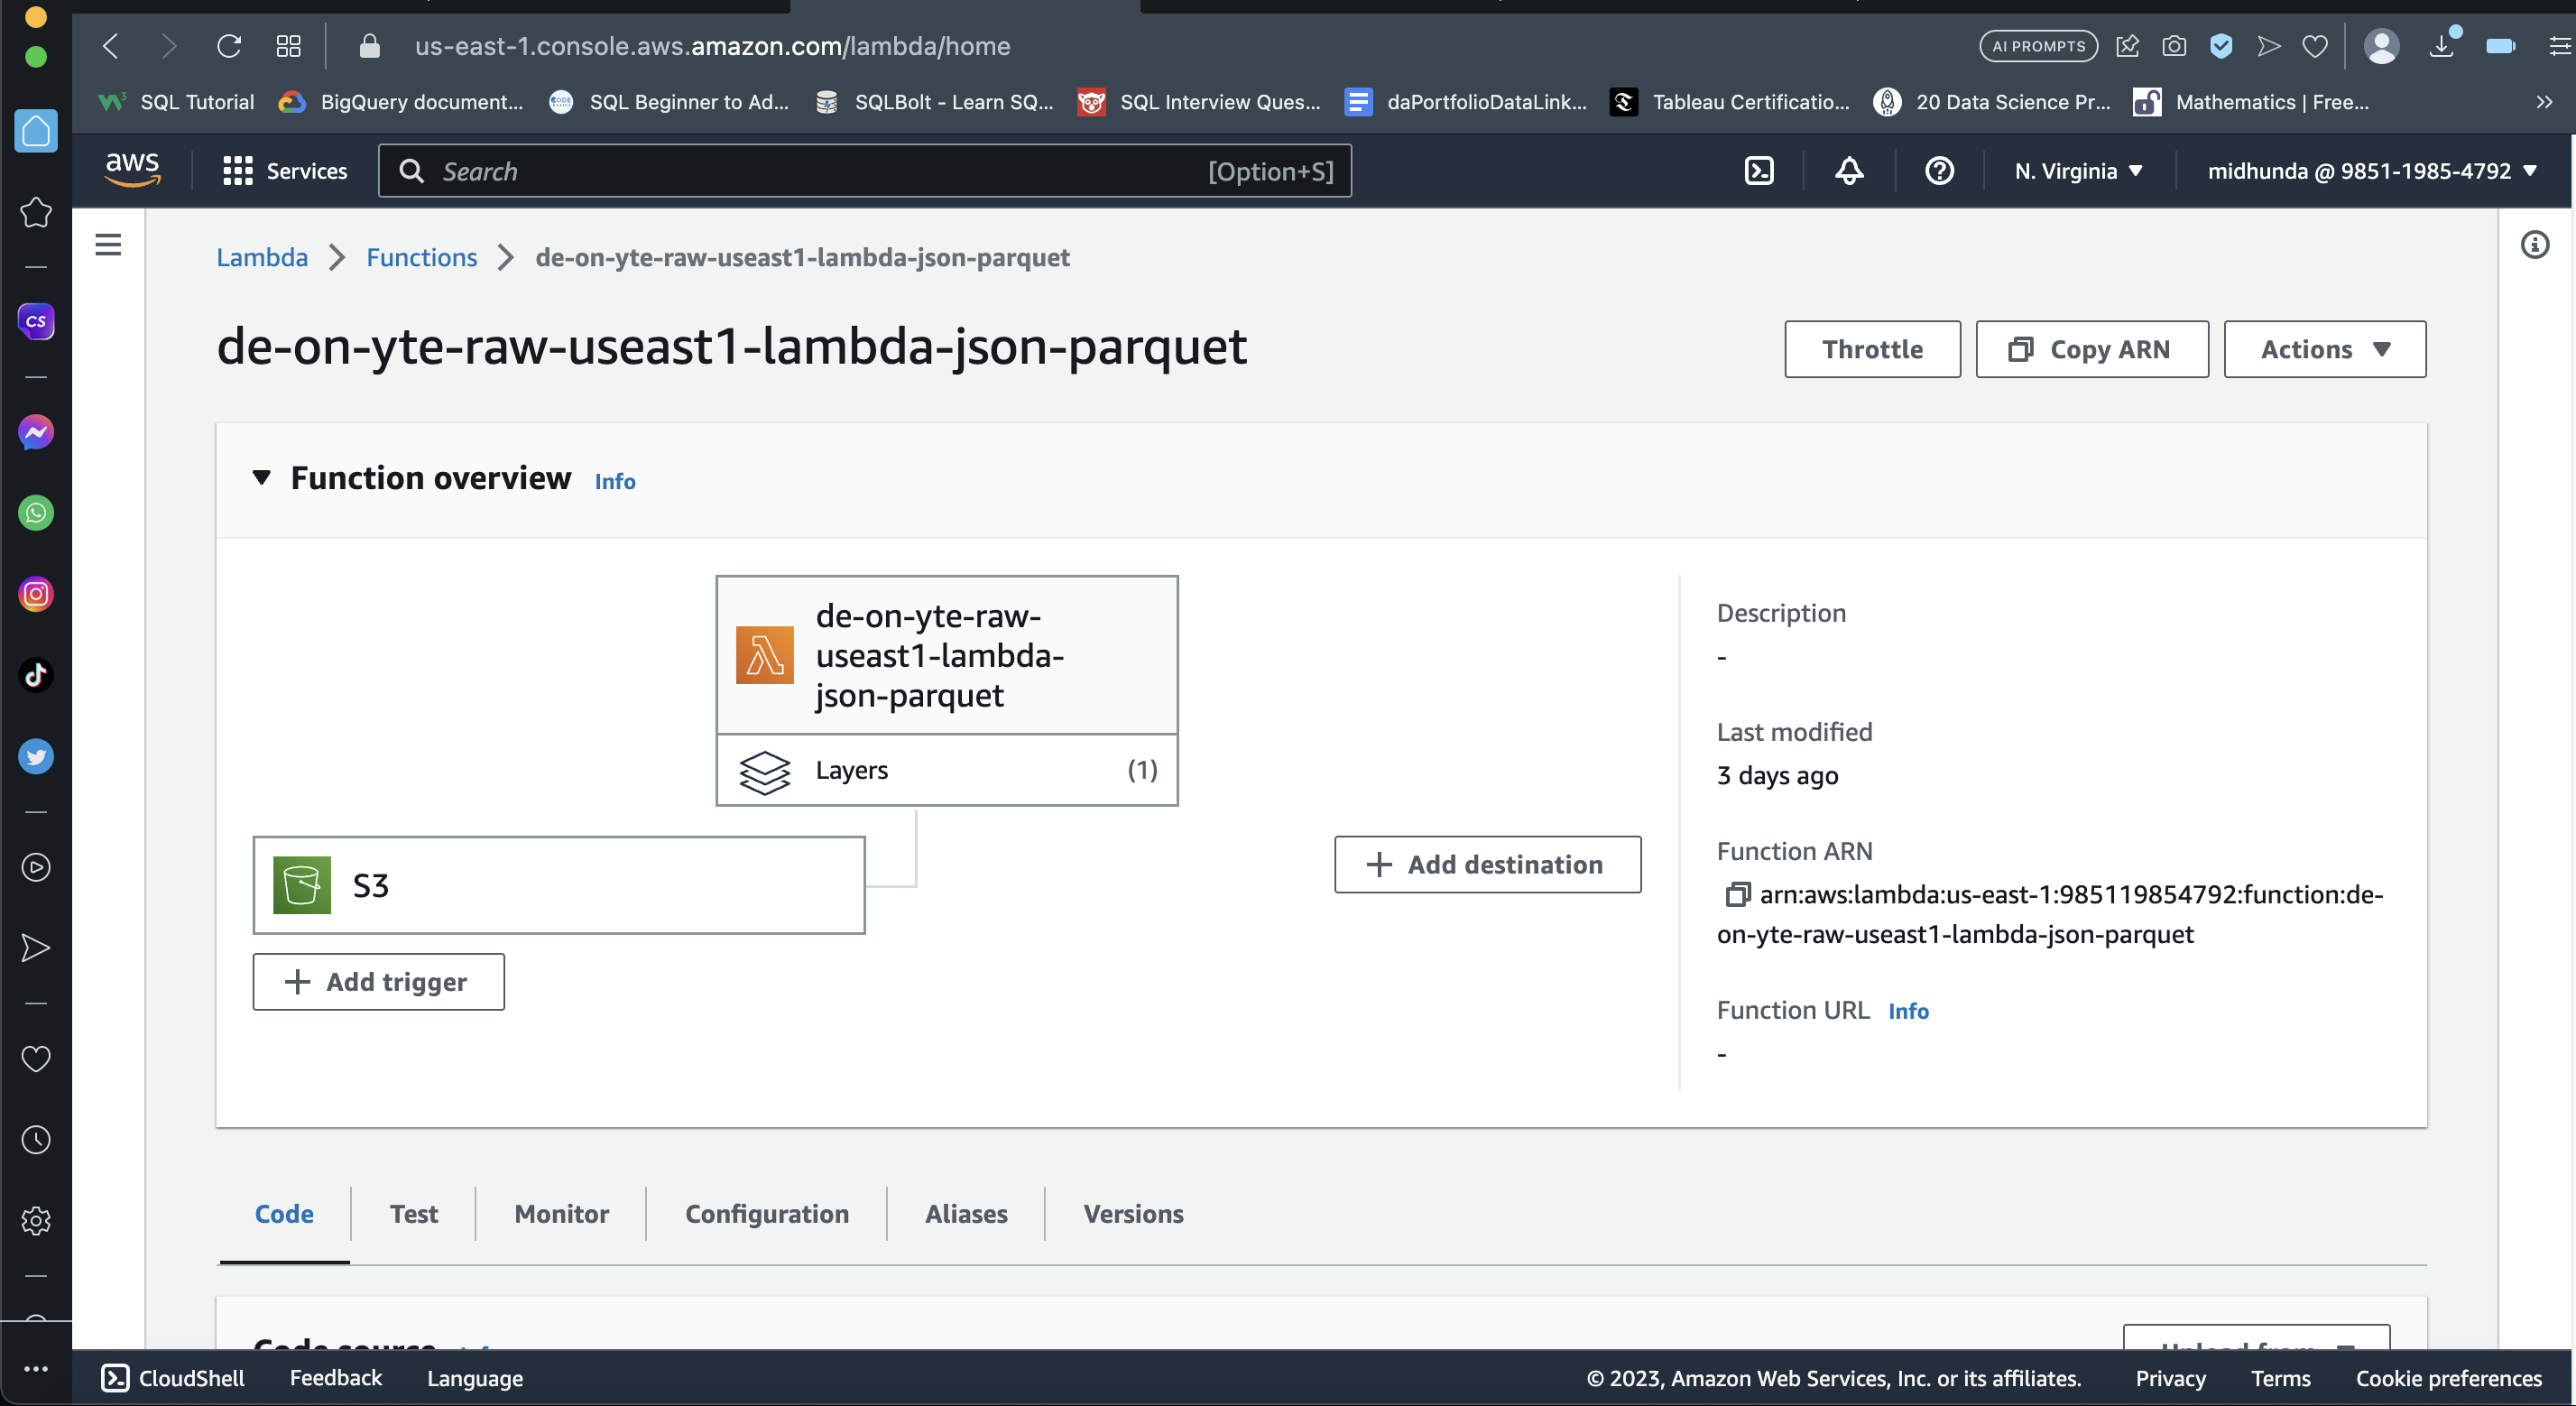 us-east-1.console.aws.amazon.com/lambda/home
AI PROMPTS
SQL Tutorial
BigQuery document...
SQL Beginner to Ad...
SQLBolt - Learn SQ...
SQL Interview Ques...
daPortfolioDataLink...
Tableau Certificatio...
20 Data Science Pr...
Mathematics | Free...
aws
Services
Search
[Option+S]
N. Virginia
midhunda @ 9851-1985-4792
CS
Lambda
Functions
de-on-yte-raw-useast1-lambda-json-parquet
de-on-yte-raw-useast1-lambda-json-parquet
Throttle
Copy ARN
Actions
Function overview Info
de-on-yte-raw-
useast1-lambda-
json-parquet
Layers (1)
S3
+ Add trigger
+ Add destination
Description
-
Last modified
3 days ago
Function ARN
arn:aws:lambda:us-east-1:985119854792:function:de-
on-yte-raw-useast1-lambda-json-parquet
Function URL Info
-
Code
Test
Monitor
Configuration
Aliases
Versions
Code source Info
Upload from
CloudShell
Feedback
Language
© 2023, Amazon Web Services, Inc. or its affiliates.
Privacy
Terms
Cookie preferences